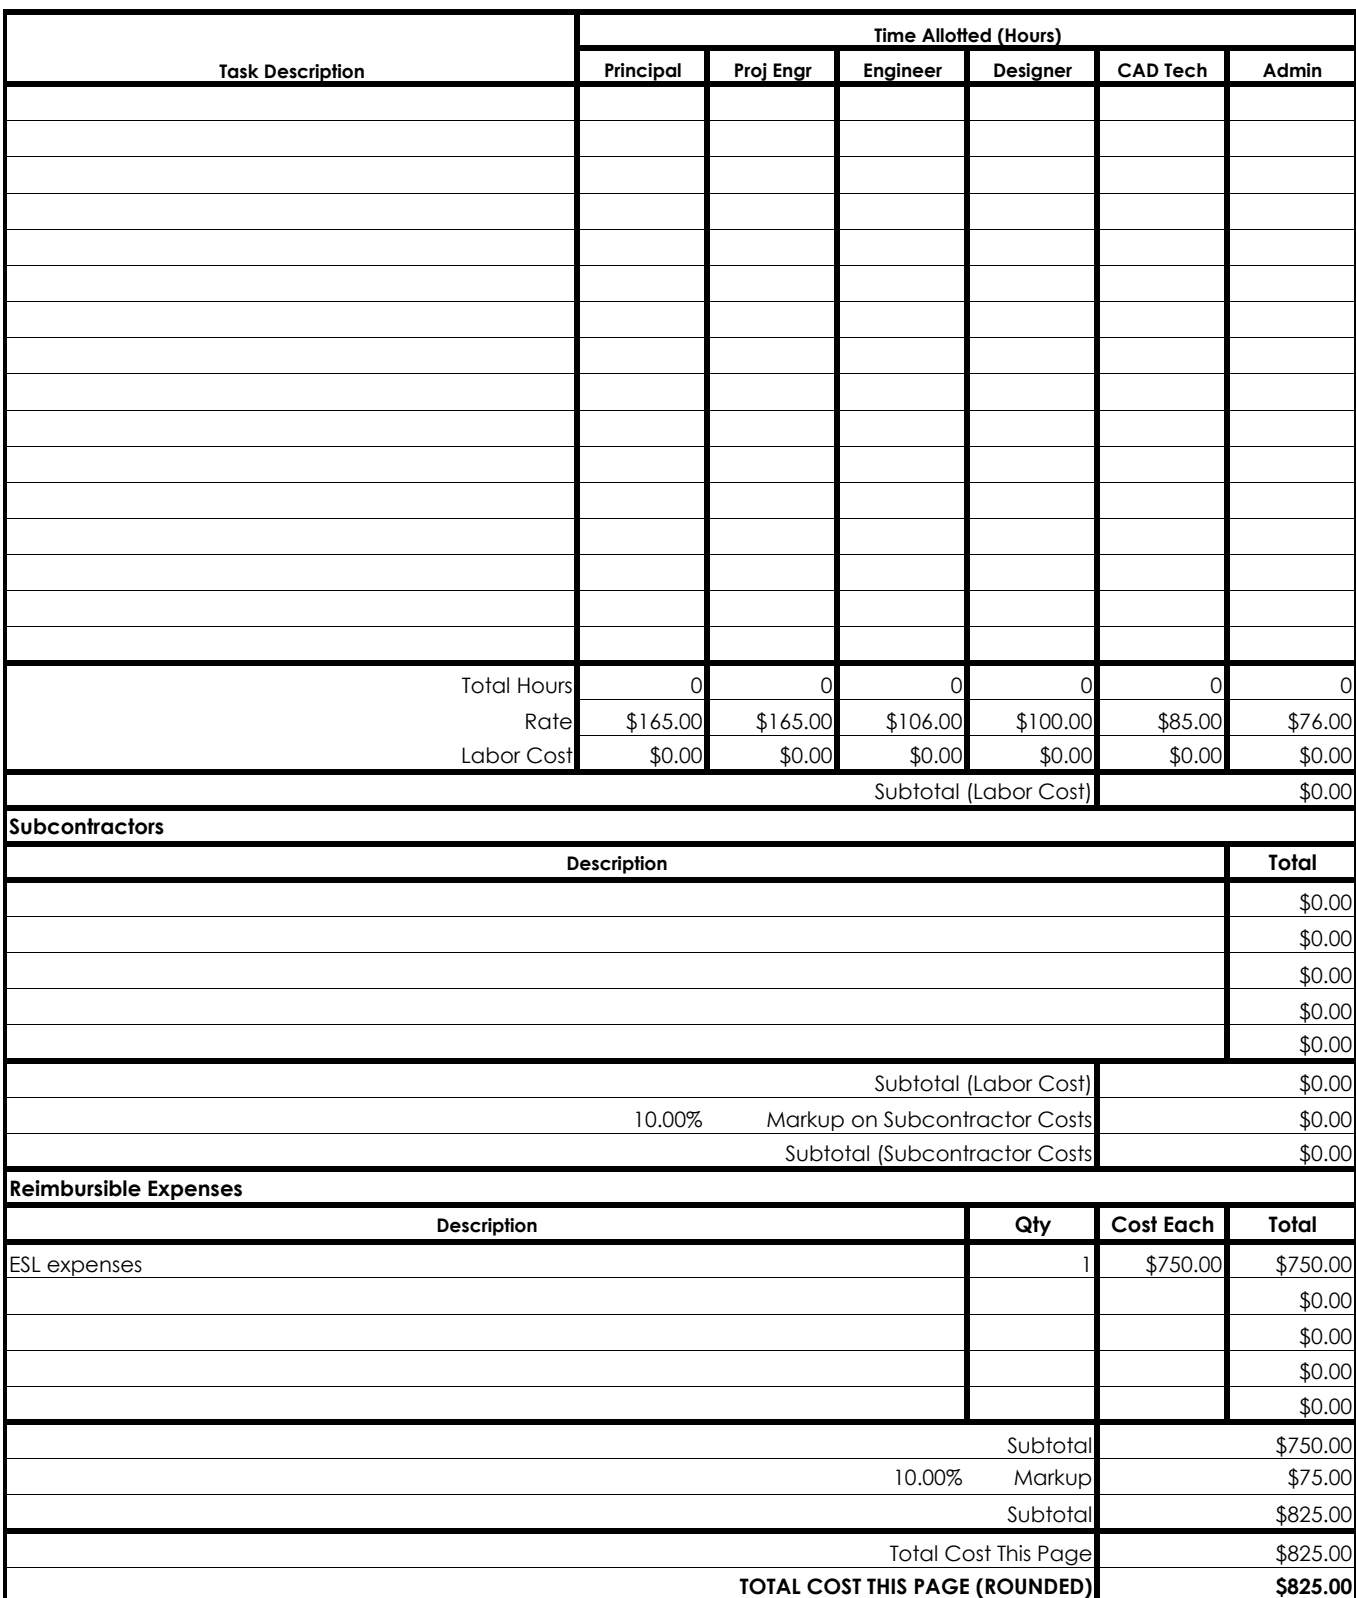 Time Allotted (Hours)
Task Description Principal Proj Engr Engineer Designer CAD Tech Admin
Total Hours 0 0 0 0 0 0
Rate $165.00 $165.00 $106.00 $100.00 $85.00 $76.00
Labor Cost $0.00 $0.00 $0.00 $0.00 $0.00 $0.00
Subtotal (Labor Cost) $0.00
Subcontractors
Description Total
$0.00
$0.00
$0.00
$0.00
$0.00
Subtotal (Labor Cost) $0.00
10.00% Markup on Subcontractor Costs $0.00
Subtotal (Subcontractor Costs $0.00
Reimbursible Expenses
Description Qty Cost Each Total
ESL expenses 1 $750.00 $750.00
$0.00
$0.00
$0.00
$0.00
Subtotal $750.00
10.00% Markup $75.00
Subtotal $825.00
Total Cost This Page $825.00
TOTAL COST THIS PAGE (ROUNDED) $825.00